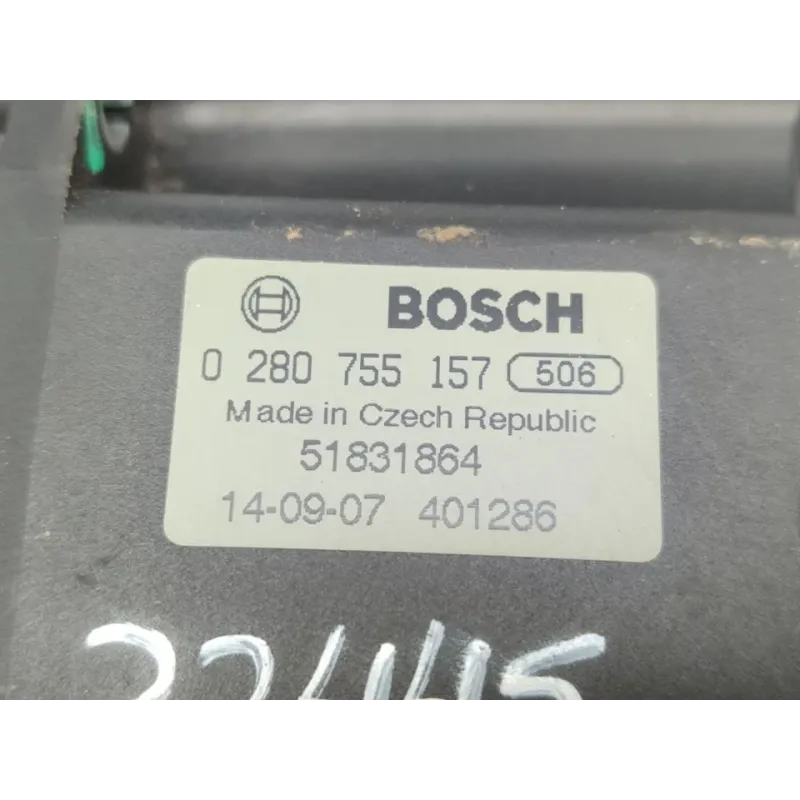 BOSCH
0 280 755 157 506
Made in Czech Republic
51831864
14-09-07 401286